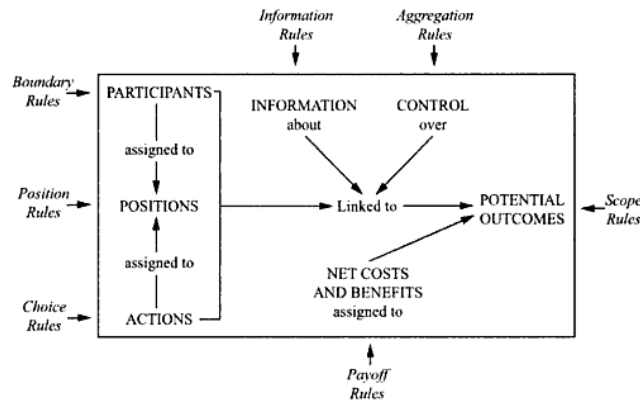 Information
Rules
Aggregation
Rules
Boundary
Rules
PARTICIPANTS
INFORMATION
about
CONTROL
over
assigned to
Position
Rules
POSITIONS
Linked to
POTENTIAL
OUTCOMES
Scope
Rules
assigned to
NET COSTS
AND BENEFITS
assigned to
Choice
Rules
ACTIONS
Payoff
Rules